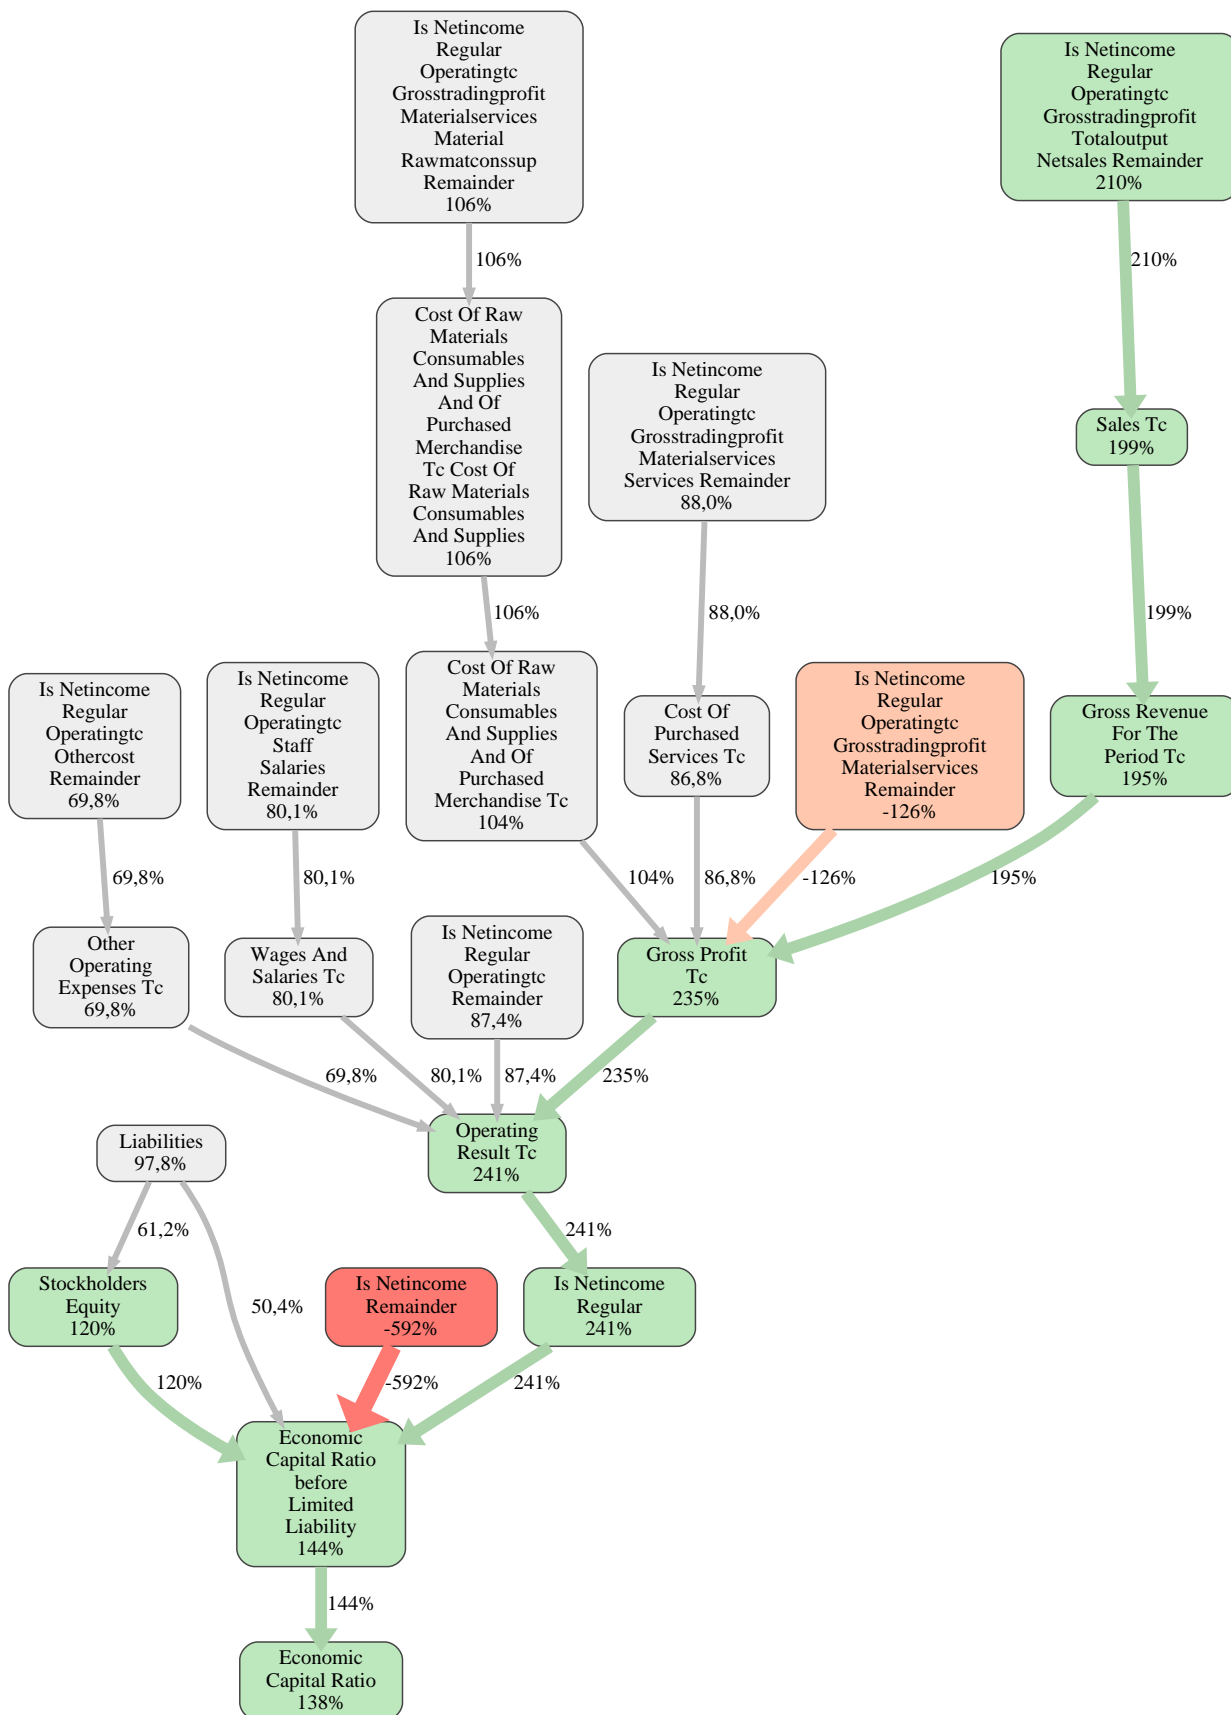 Is Netincome
Regular
Operatingtc
Grosstradingprofit
Materialservices
Material
Rawmatconssup
Remainder
106%
Is Netincome
Regular
Operatingtc
Grosstradingprofit
Totaloutput
Netsales Remainder
210%
106%
210%
Cost Of Raw
Materials
Consumables
And Supplies
And Of
Purchased
Merchandise
Tc Cost Of
Raw Materials
Consumables
And Supplies
106%
Is Netincome
Regular
Operatingtc
Grosstradingprofit
Materialservices
Services Remainder
88,0%
Sales Tc
199%
106%
88,0%
199%
Is Netincome
Regular
Operatingtc
Othercost
Remainder
69,8%
Is Netincome
Regular
Operatingtc
Staff
Salaries
Remainder
80,1%
Cost Of Raw
Materials
Consumables
And Supplies
And Of
Purchased
Merchandise Tc
104%
Cost Of
Purchased
Services Tc
86,8%
Is Netincome
Regular
Operatingtc
Grosstradingprofit
Materialservices
Remainder
-126%
Gross Revenue
For The
Period Tc
195%
69,8%
80,1%
104%
86,8%
-126%
195%
Other
Operating
Expenses Tc
69,8%
Wages And
Salaries Tc
80,1%
Is Netincome
Regular
Operatingtc
Remainder
87,4%
Gross Profit
Tc
235%
69,8%
80,1%
87,4%
235%
Liabilities
97,8%
Operating
Result Tc
241%
61,2%
241%
50,4%
Stockholders
Equity
120%
Is Netincome
Remainder
-592%
Is Netincome
Regular
241%
120%
-592%
241%
Economic
Capital Ratio
before
Limited
Liability
144%
144%
Economic
Capital Ratio
138%